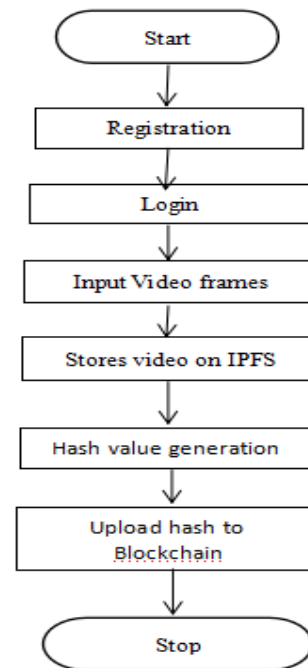 Start
Registration
Login
Input Video frames
Stores video on IPFS
Hash value generation
Upload hash to
Blockchain
Stop